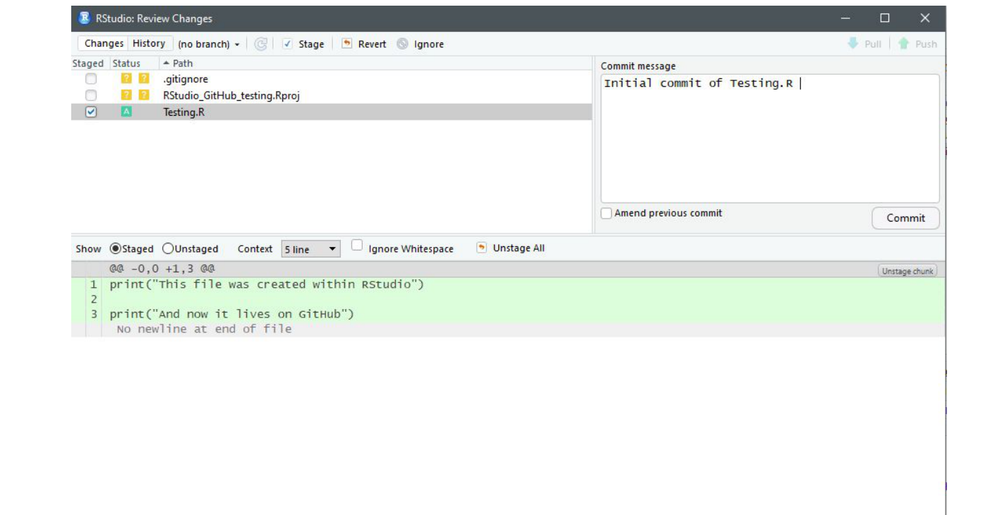 RStudio: Review Changes
Changes History (no branch) Stage Revert Ignore Pull Push
Staged Status Path
? ? .gitignore
? ? RStudio_GitHub_testing.Rproj
A Testing.R
Commit message
Initial commit of Testing.R
Amend previous commit
Commit
Show Staged Unstaged Context 5 line Ignore Whitespace Unstage All
@@ -0,0 +1,3 @@ Unstage chunk
1 print("This file was created within RStudio")
2
3 print("And now it lives on GitHub")
No newline at end of file